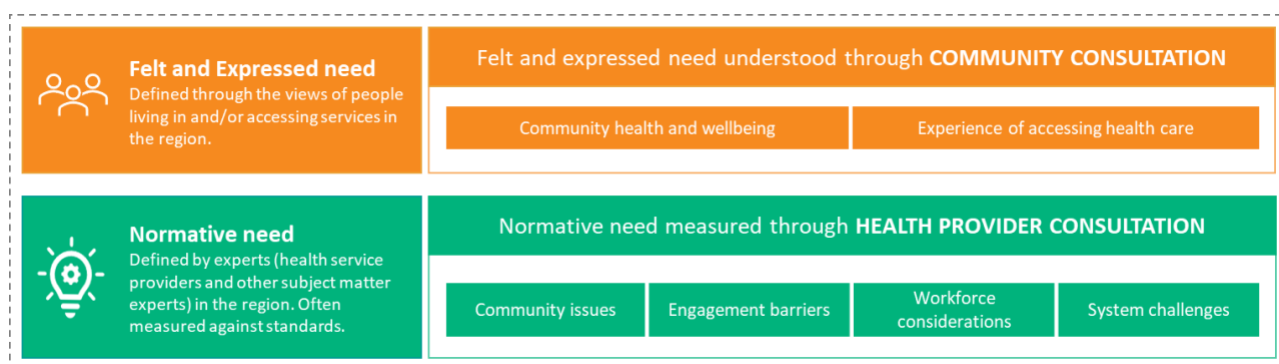 Felt and Expressed need
Defined through the views of people
living in and/or accessing services in
the region.
Felt and expressed need understood through COMMUNITY CONSULTATION
Community health and wellbeing
Experience of accessing health care
Normative need
Defined by experts (health service
providers and other subject matter
experts) in the region. Often
measured against standards.
Normative need measured through HEALTH PROVIDER CONSULTATION
Community issues
Engagement barriers
Workforce
considerations
System challenges